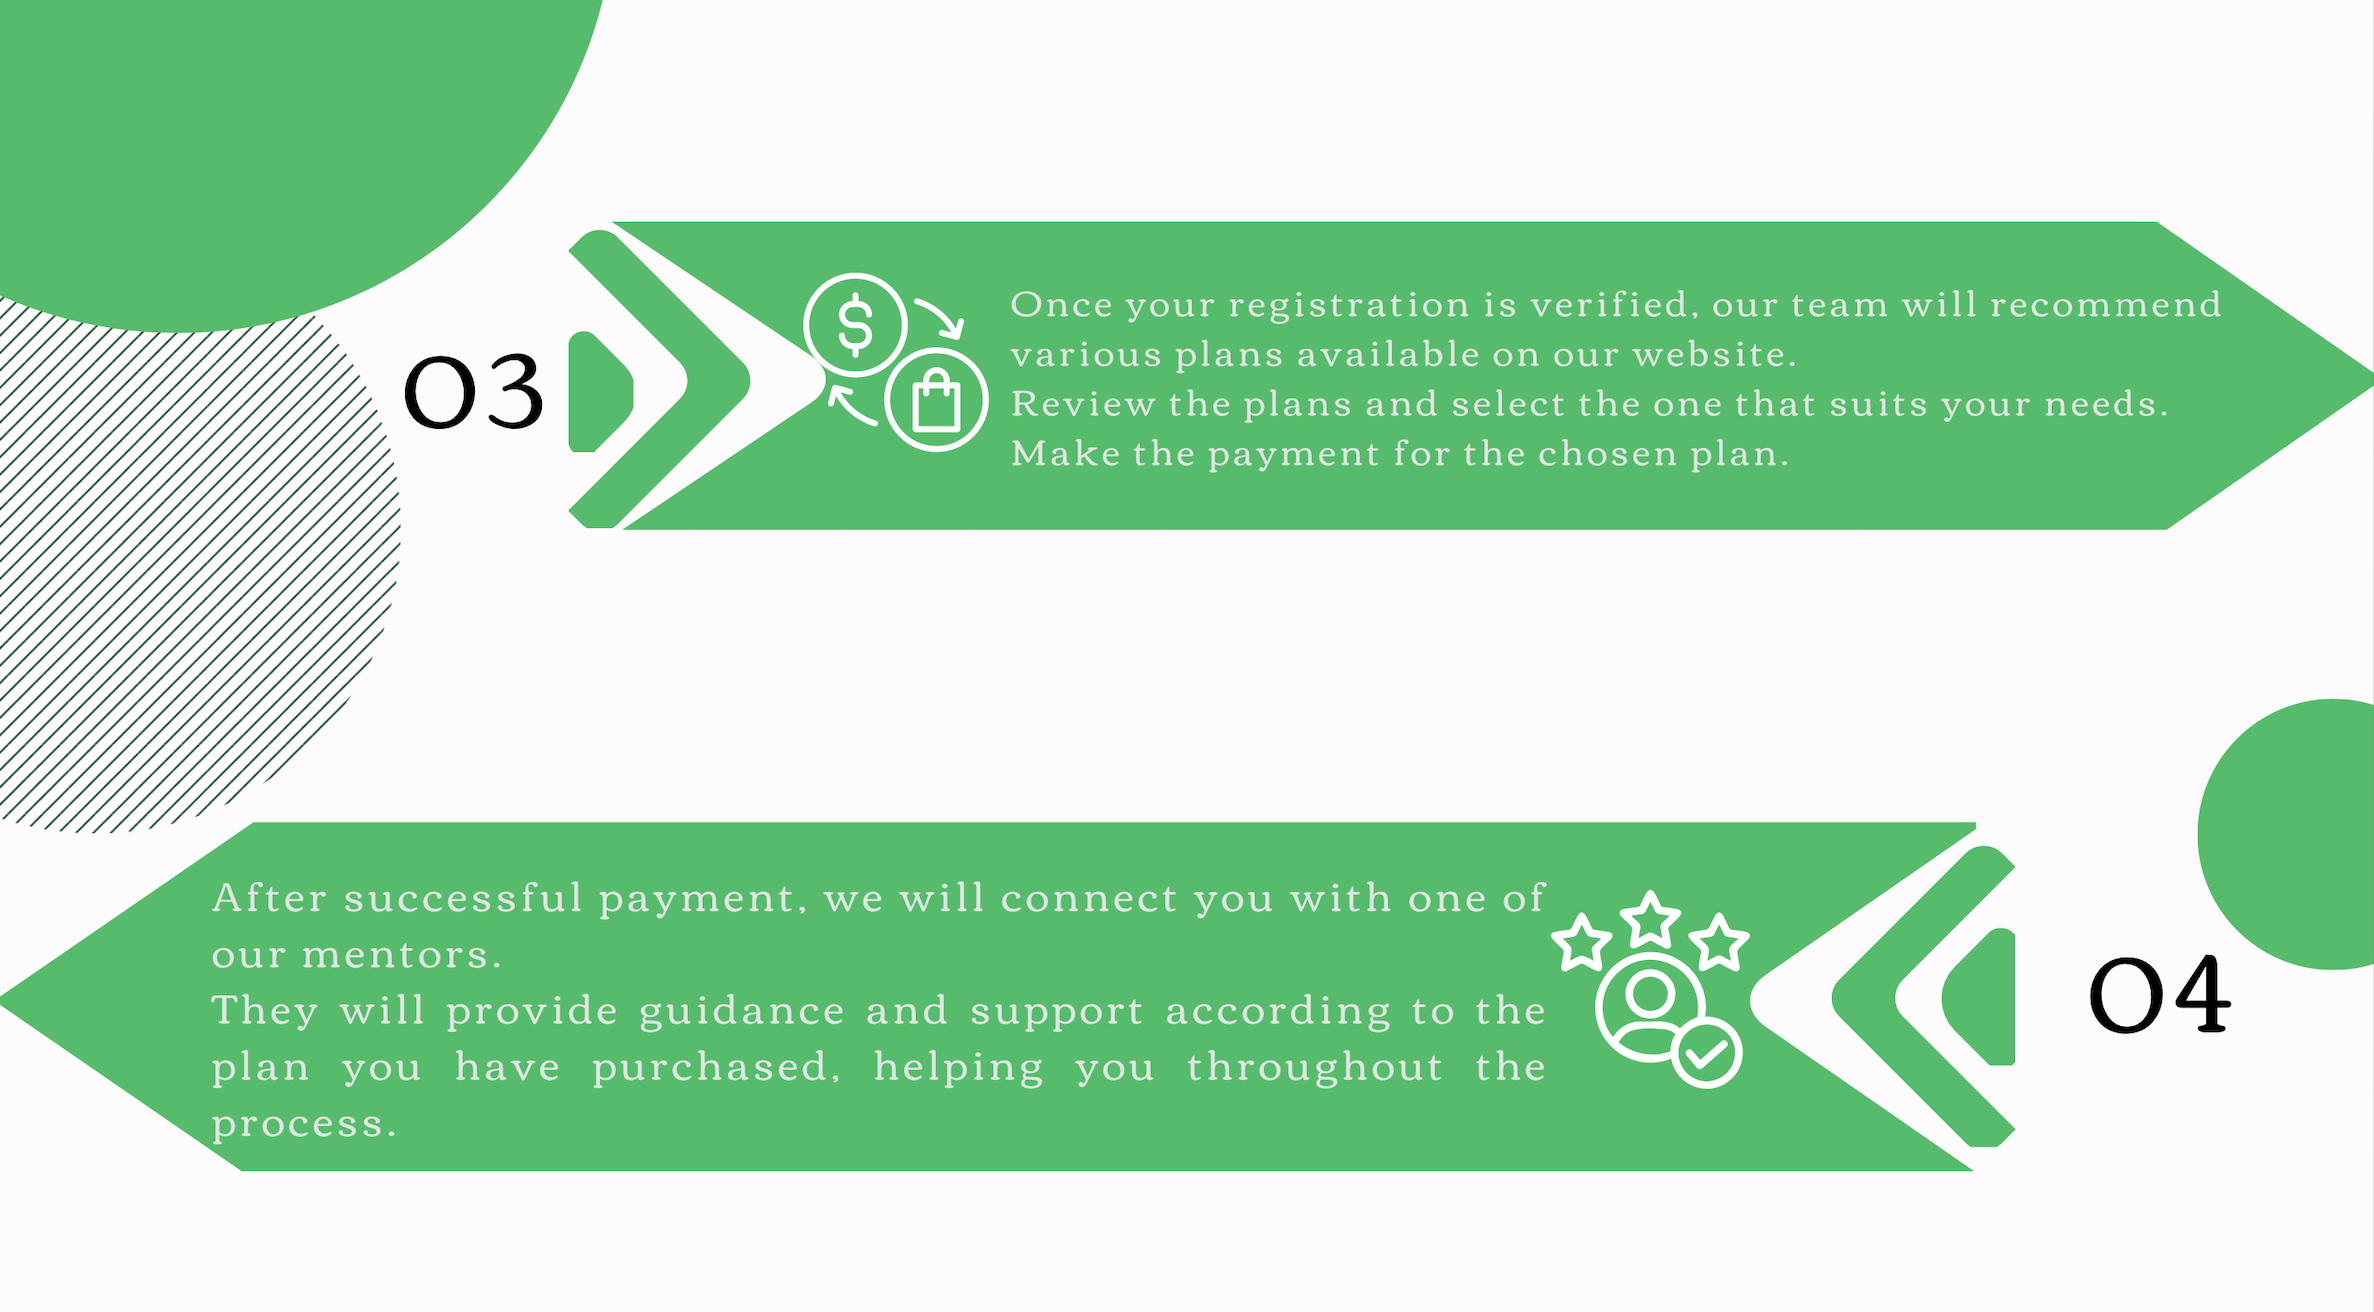 03
Once your registration is verified, our team will recommend
various plans available on our website.
Review the plans and select the one that suits your needs.
Make the payment for the chosen plan.
After successful payment, we will connect you with one of
our mentors.
They will provide guidance and support according to the
plan you have purchased, helping you throughout the
process.
04